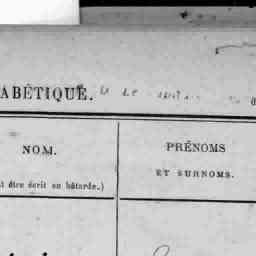 ABÉTIQUE.
NOM.
PRÉNOMS
t être écrit en bâtarde.)
ET SURNOMS.